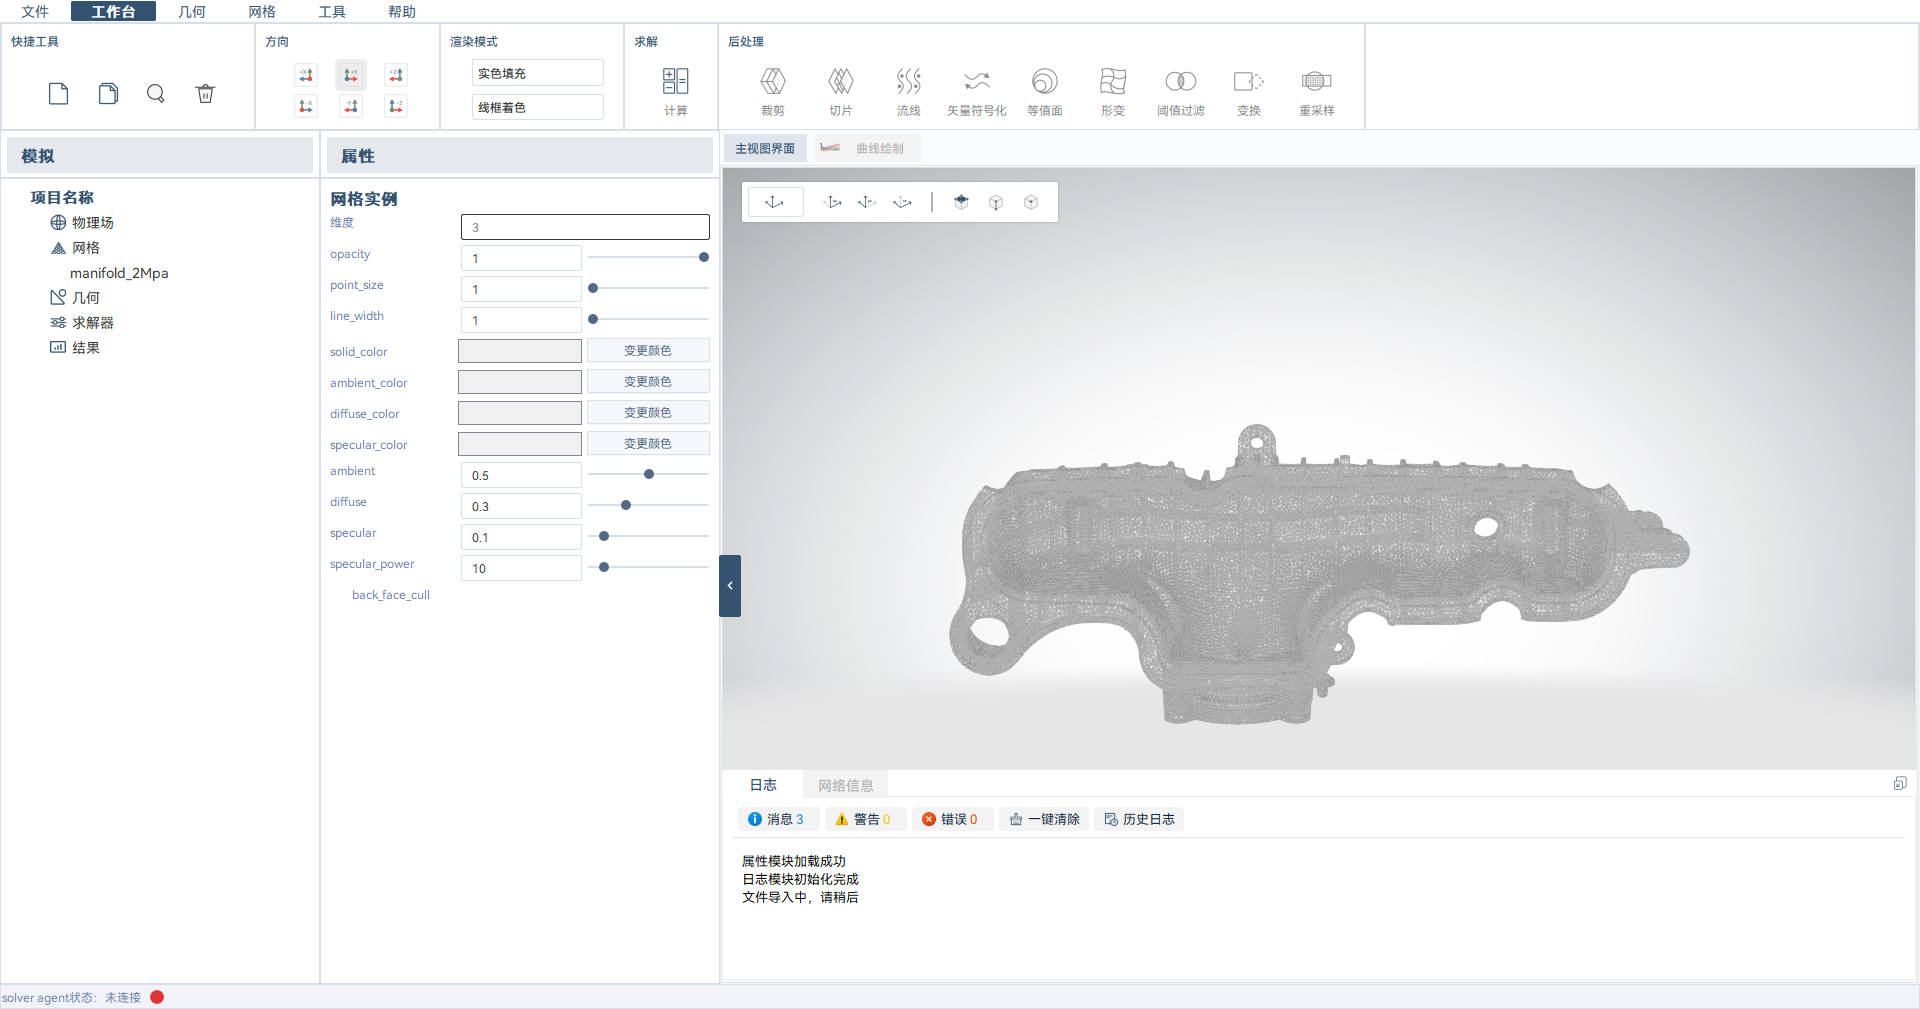 文件 工作台 几何 网格 工具 帮助
快捷工具 方向 渲染模式 求解 后处理
实色填充
线框着色
计算 裁剪 切片 流线 矢量符号化 等值面 形变 阈值过滤 变换 重采样
模拟
项目名称
物理场
网格
manifold_2Mpa
几何
求解器
结果
属性
网格实例
维度 3
opacity 1
point_size 1
line_width 1
solid_color 变更颜色
ambient_color 变更颜色
diffuse_color 变更颜色
specular_color 变更颜色
ambient 0.5
diffuse 0.3
specular 0.1
specular_power 10
back_face_cull
主视图界面 曲线绘制
日志 网络信息
消息 3 警告 0 错误 0 一键清除 历史日志
属性模块加载成功
日志模块初始化完成
文件导入中，请稍后
solver agent状态: 未连接